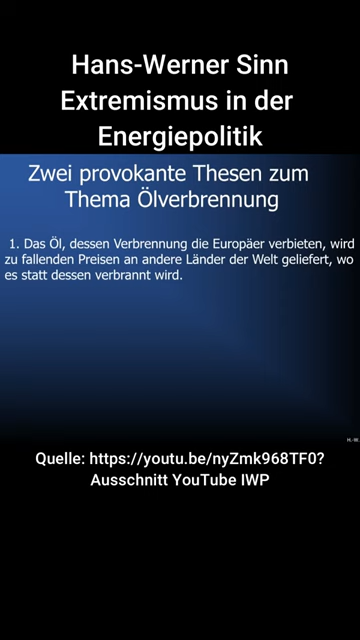 Hans-Werner Sinn
Extremismus in der
Energiepolitik
Zwei provokante Thesen zum
Thema Ölverbrennung
1. Das Öl, dessen Verbrennung die Europäer verbieten, wird
zu fallenden Preisen an andere Länder der Welt geliefert, wo
es statt dessen verbrannt wird.
Quelle: https://youtu.be/nyZmk968TF0?
Ausschnitt YouTube IWP